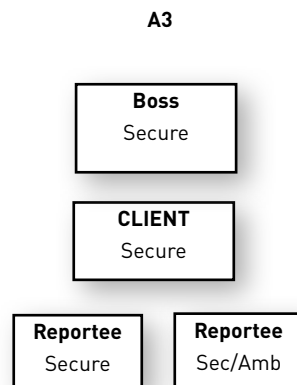 A3
Boss
Secure
CLIENT
Secure
Reportee
Secure
Reportee
Sec/Amb